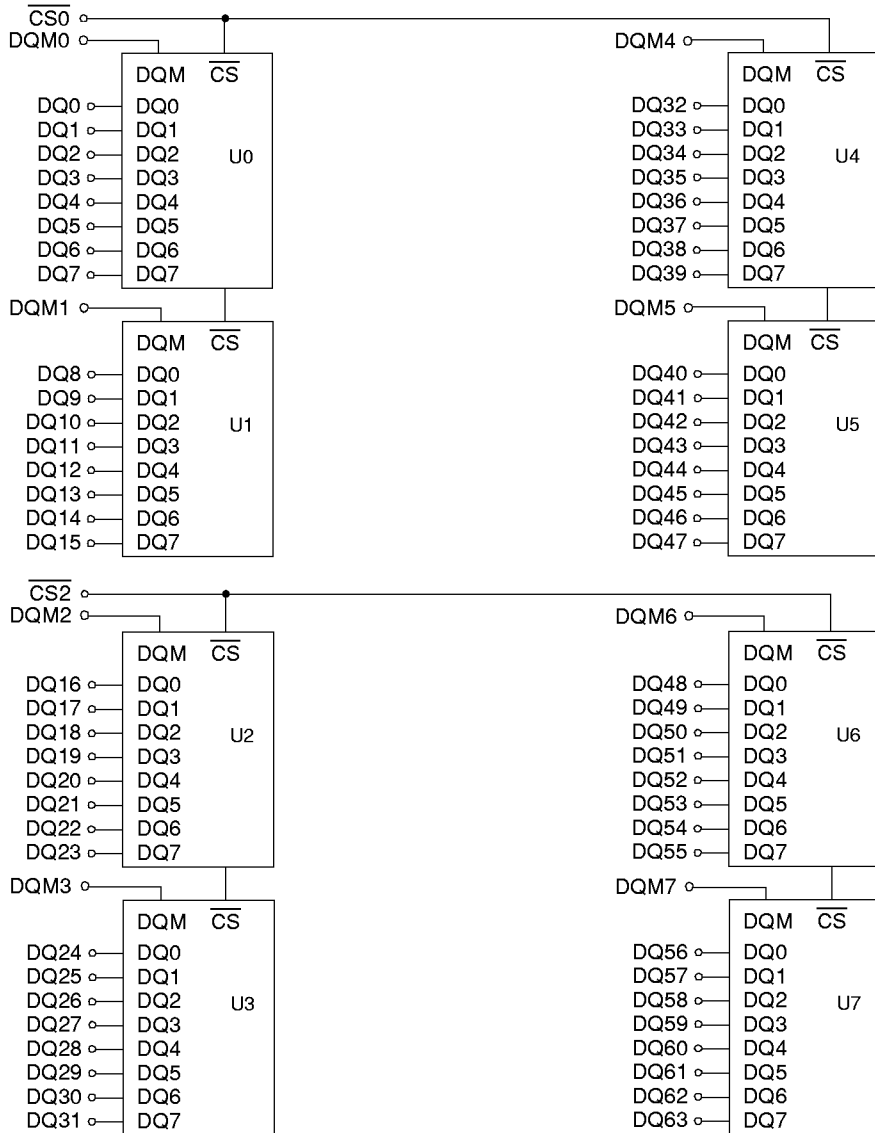 CS0
DQM0
DQM CS
DQ0 DQ0
DQ1 DQ1
DQ2 DQ2 U0
DQ3 DQ3
DQ4 DQ4
DQ5 DQ5
DQ6 DQ6
DQ7 DQ7
DQM1
DQM CS
DQ8 DQ0
DQ9 DQ1
DQ10 DQ2 U1
DQ11 DQ3
DQ12 DQ4
DQ13 DQ5
DQ14 DQ6
DQ15 DQ7
DQM4
DQM CS
DQ32 DQ0
DQ33 DQ1
DQ34 DQ2 U4
DQ35 DQ3
DQ36 DQ4
DQ37 DQ5
DQ38 DQ6
DQ39 DQ7
DQM5
DQM CS
DQ40 DQ0
DQ41 DQ1
DQ42 DQ2 U5
DQ43 DQ3
DQ44 DQ4
DQ45 DQ5
DQ46 DQ6
DQ47 DQ7
CS2
DQM2
DQM CS
DQ16 DQ0
DQ17 DQ1
DQ18 DQ2 U2
DQ19 DQ3
DQ20 DQ4
DQ21 DQ5
DQ22 DQ6
DQ23 DQ7
DQM3
DQM CS
DQ24 DQ0
DQ25 DQ1
DQ26 DQ2 U3
DQ27 DQ3
DQ28 DQ4
DQ29 DQ5
DQ30 DQ6
DQ31 DQ7
DQM6
DQM CS
DQ48 DQ0
DQ49 DQ1
DQ50 DQ2 U6
DQ51 DQ3
DQ52 DQ4
DQ53 DQ5
DQ54 DQ6
DQ55 DQ7
DQM7
DQM CS
DQ56 DQ0
DQ57 DQ1
DQ58 DQ2 U7
DQ59 DQ3
DQ60 DQ4
DQ61 DQ5
DQ62 DQ6
DQ63 DQ7